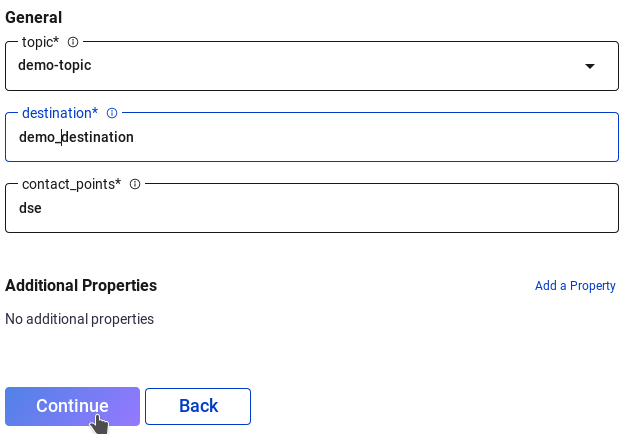 General
topic*
demo-topic
destination*
demo_destination
contact_points*
dse
Additional Properties
Add a Property
No additional properties
Continue
Back